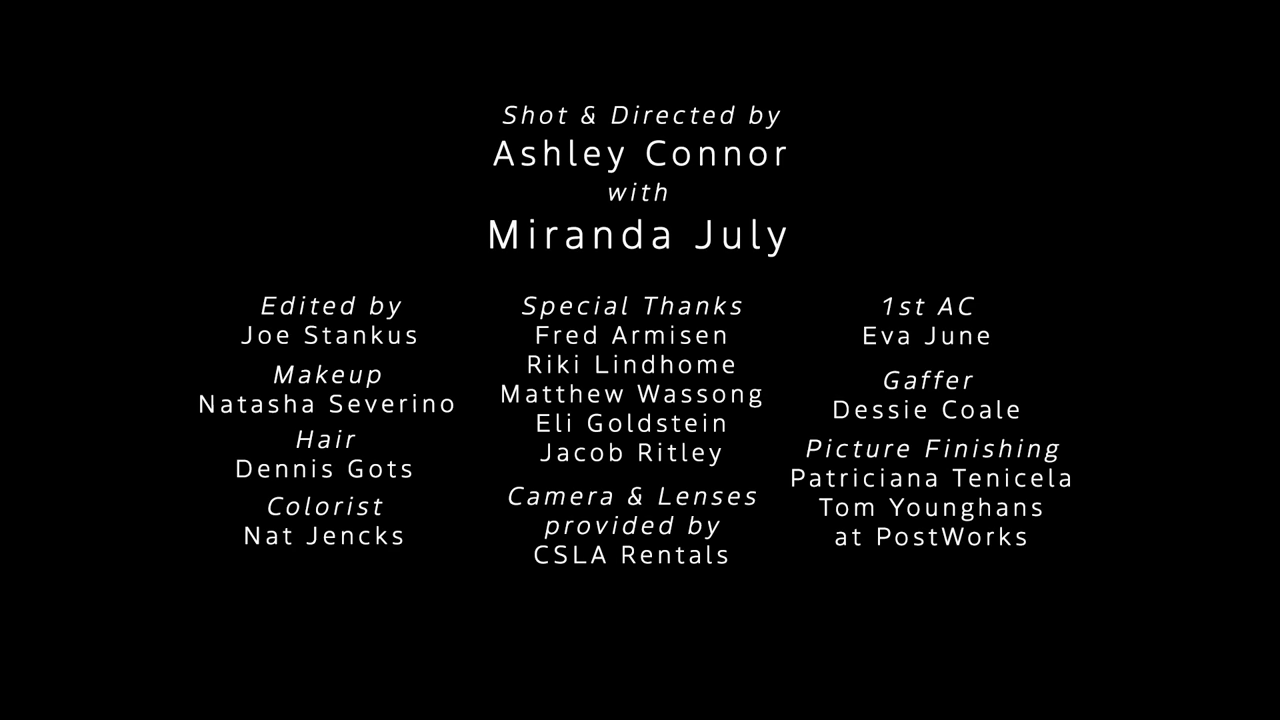 Shot & Directed by
Ashley Connor
with
Miranda July
Edited by
Joe Stankus
Makeup
Natasha Severino
Hair
Dennis Gots
Colorist
Nat Jencks
Special Thanks
Fred Armisen
Riki Lindhome
Matthew Wassong
Eli Goldstein
Jacob Ritley
Camera & Lenses
provided by
CSLA Rentals
1st AC
Eva June
Gaffer
Dessie Coale
Picture Finishing
Patriciana Tenicela
Tom Younghans
at PostWorks